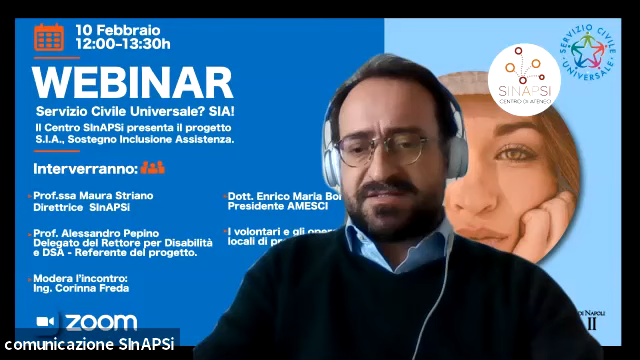 10 Febbraio
12:00-13:30h
WEBINAR
Servizio Civile Universale? SIA!
Il Centro SInAPSi presenta il progetto
S.I.A., Sostegno Inclusione Assistenza.
Interverranno:
Prof.ssa Maura Striano
Direttrice SInAPSi
Prof. Alessandro Pepino
Delegato del Rettore per Disabilità
e DSA - Referente del progetto.
Modera l'incontro:
Ing. Corinna Freda
Dott. Enrico Maria
Presidente AMESCI
I volontari e gli
locali di
zoom
SINAPSI
CENTRO DI ATENEO
SERVIZIO CIVILE
UNIVERSALE
di Napoli
II
comunicazione SInAPSi